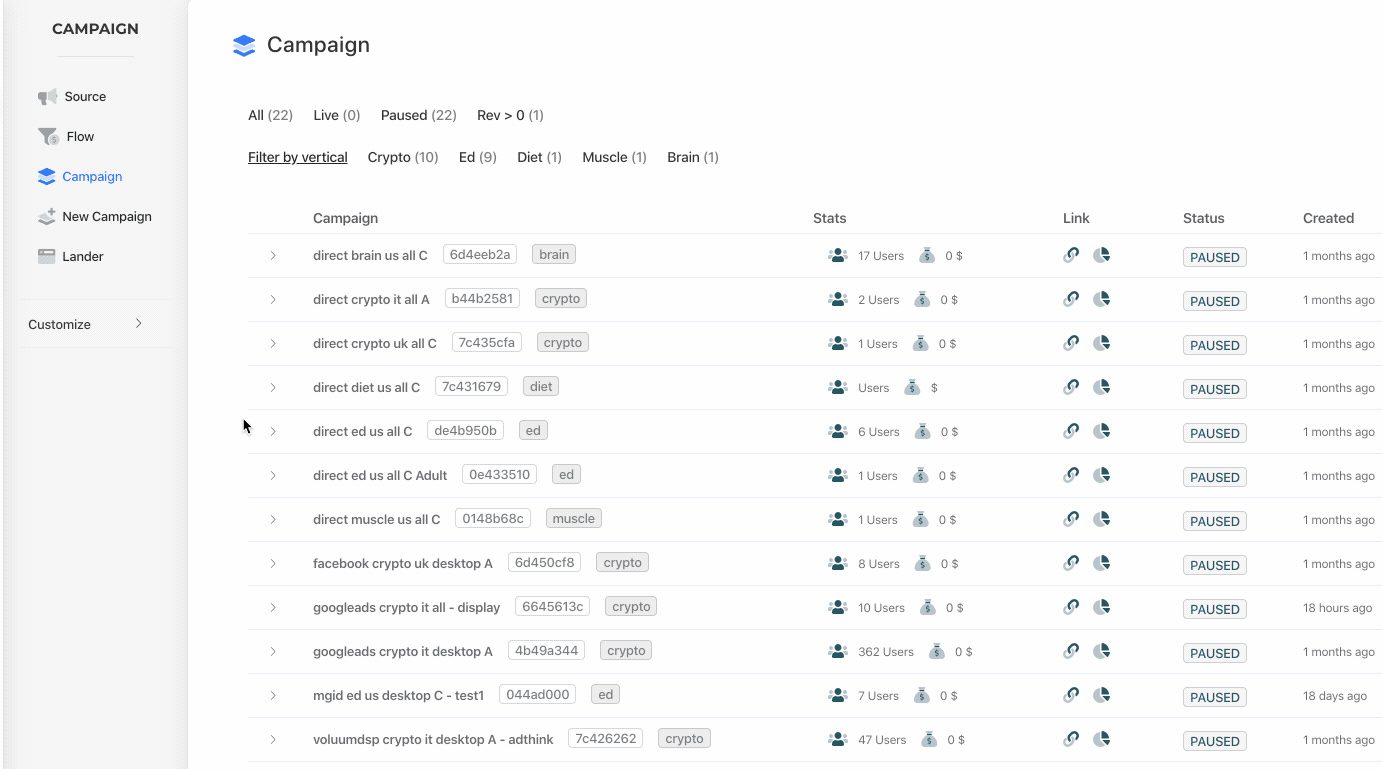 CAMPAIGN
Source
Flow
Campaign
New Campaign
Lander
Customize
Campaign
All (22) Live (0) Paused (22) Rev > 0 (1)
Filter by vertical Crypto (10) Ed (9) Diet (1) Muscle (1) Brain (1)
Campaign Stats Link Status Created
direct brain us all C 6d4eeb2a brain 17 Users 0 $ PAUSED 1 months ago
direct crypto it all A b44b2581 crypto 2 Users 0 $ PAUSED 1 months ago
direct crypto uk all C 7c435cfa crypto 1 Users 0 $ PAUSED 1 months ago
direct diet us all C 7c431679 diet Users $ PAUSED 1 months ago
direct ed us all C de4b950b ed 6 Users 0 $ PAUSED 1 months ago
direct ed us all C Adult 0e433510 ed 1 Users 0 $ PAUSED 1 months ago
direct muscle us all C 0148b68c muscle 1 Users 0 $ PAUSED 1 months ago
facebook crypto uk desktop A 6d450cf8 crypto 8 Users 0 $ PAUSED 1 months ago
googleads crypto it all - display 6645613c crypto 10 Users 0 $ PAUSED 18 hours ago
googleads crypto it desktop A 4b49a344 crypto 362 Users 0 $ PAUSED 1 months ago
mgid ed us desktop C - test1 044ad000 ed 7 Users 0 $ PAUSED 18 days ago
voluumdsp crypto it desktop A - adthink 7c426262 crypto 47 Users 0 $ PAUSED 1 months ago